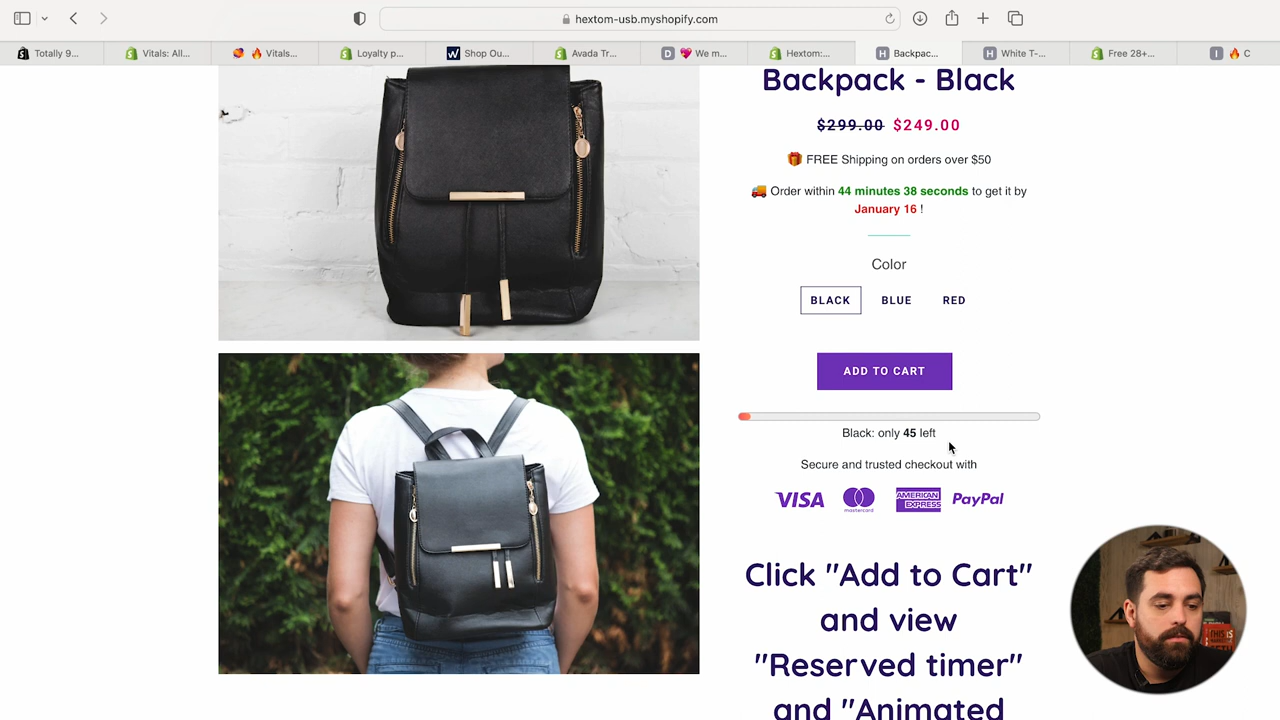 hextom-usb.myshopify.com
Totally 9...
Vitals: All...
🔥 Vitals...
Loyalty p...
Shop Ou...
Avada Tr...
💖 We m...
Hextom:...
Backpac...
White T-...
Free 28+...
🔥 C
Backpack - Black
$299.00 $249.00
🎁 FREE Shipping on orders over $50
🚚 Order within 44 minutes 38 seconds to get it by
January 16 !
Color
BLACK BLUE RED
ADD TO CART
Black: only 45 left
Secure and trusted checkout with
VISA mastercard AMERICAN EXPRESS PayPal
Click "Add to Cart"
and view
"Reserved timer"
and "Animated